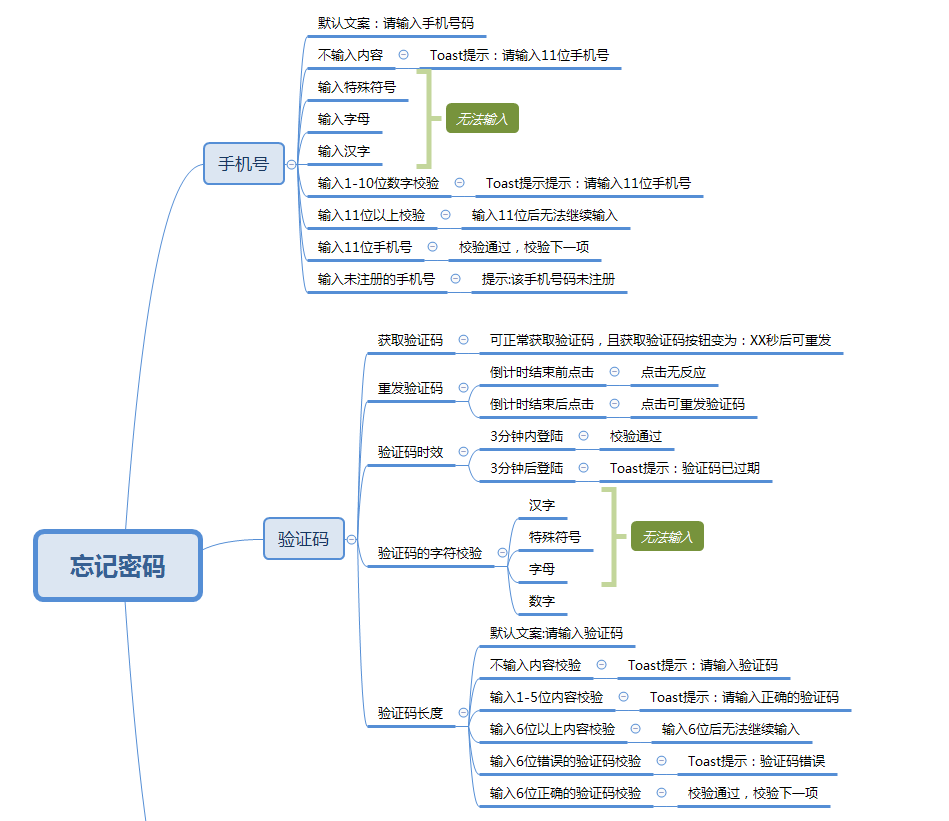 默认文案：请输入手机号码
不输入内容 Toast提示：请输入11位手机号
输入特殊符号
输入字母
无法输入
输入汉字
手机号
输入1-10位数字校验 Toast提示提示：请输入11位手机号
输入11位以上校验 输入11位后无法继续输入
输入11位手机号 校验通过，校验下一项
输入未注册的手机号 提示:该手机号码未注册
获取验证码 可正常获取验证码，且获取验证码按钮变为：XX秒后可重发
重发验证码
倒计时结束前点击 点击无反应
倒计时结束后点击 点击可重发验证码
验证码时效
3分钟内登陆 校验通过
3分钟后登陆 Toast提示：验证码已过期
验证码
验证码的字符校验
汉字
特殊符号
无法输入
字母
数字
忘记密码
验证码长度
默认文案:请输入验证码
不输入内容校验 Toast提示：请输入验证码
输入1-5位内容校验 Toast提示：请输入正确的验证码
输入6位以上内容校验 输入6位后无法继续输入
输入6位错误的验证码校验 Toast提示：验证码错误
输入6位正确的验证码校验 校验通过，校验下一项